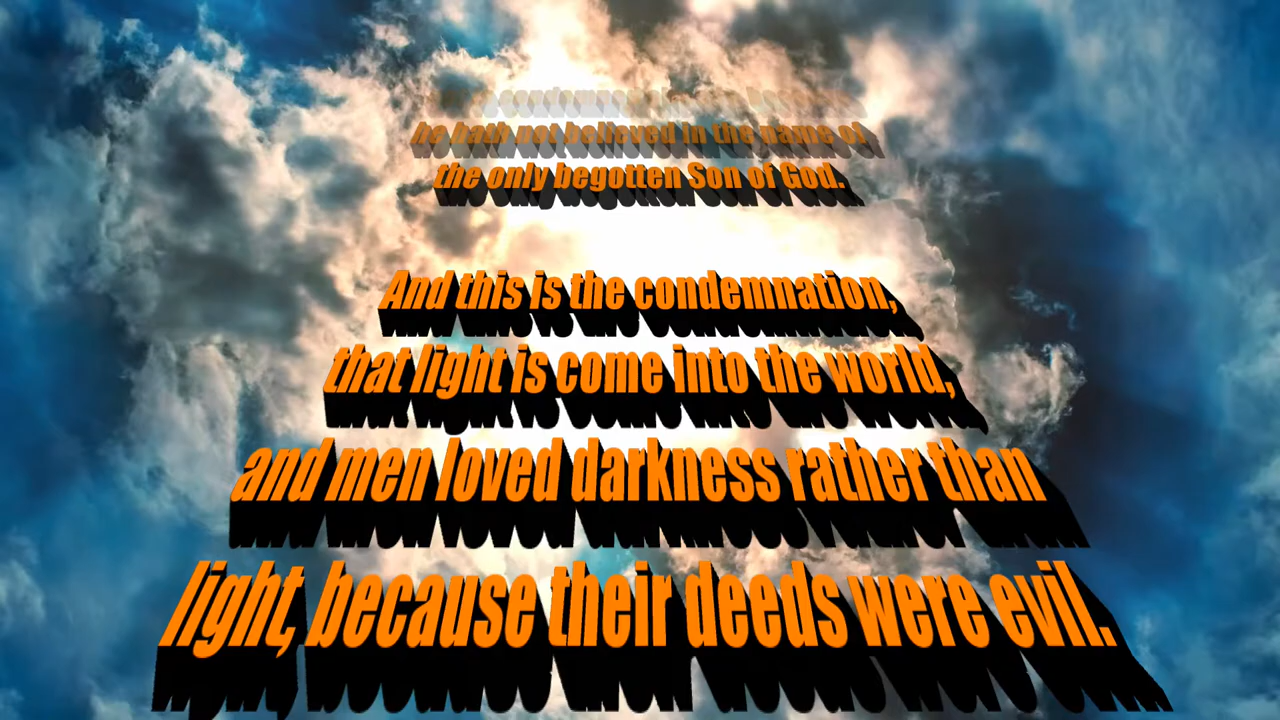 condemned
he hath not believed in the name of
the only begotten Son of God.
And this is the condemnation,
that light is come into the world,
and men loved darkness rather than
light, because their deeds were evil.